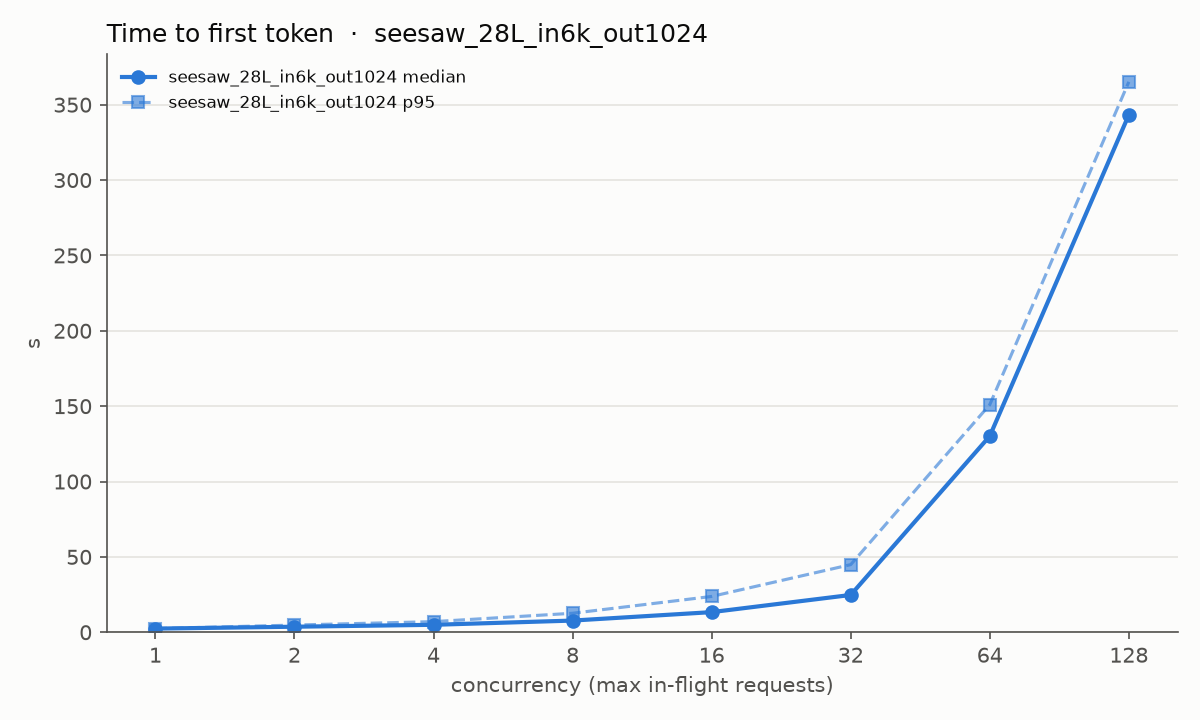 Time to first token · seesaw_28L_in6k_out1024
seesaw_28L_in6k_out1024 median
seesaw_28L_in6k_out1024 p95
350
300
250
200
150
100
50
0
s
1 2 4 8 16 32 64 128
concurrency (max in-flight requests)